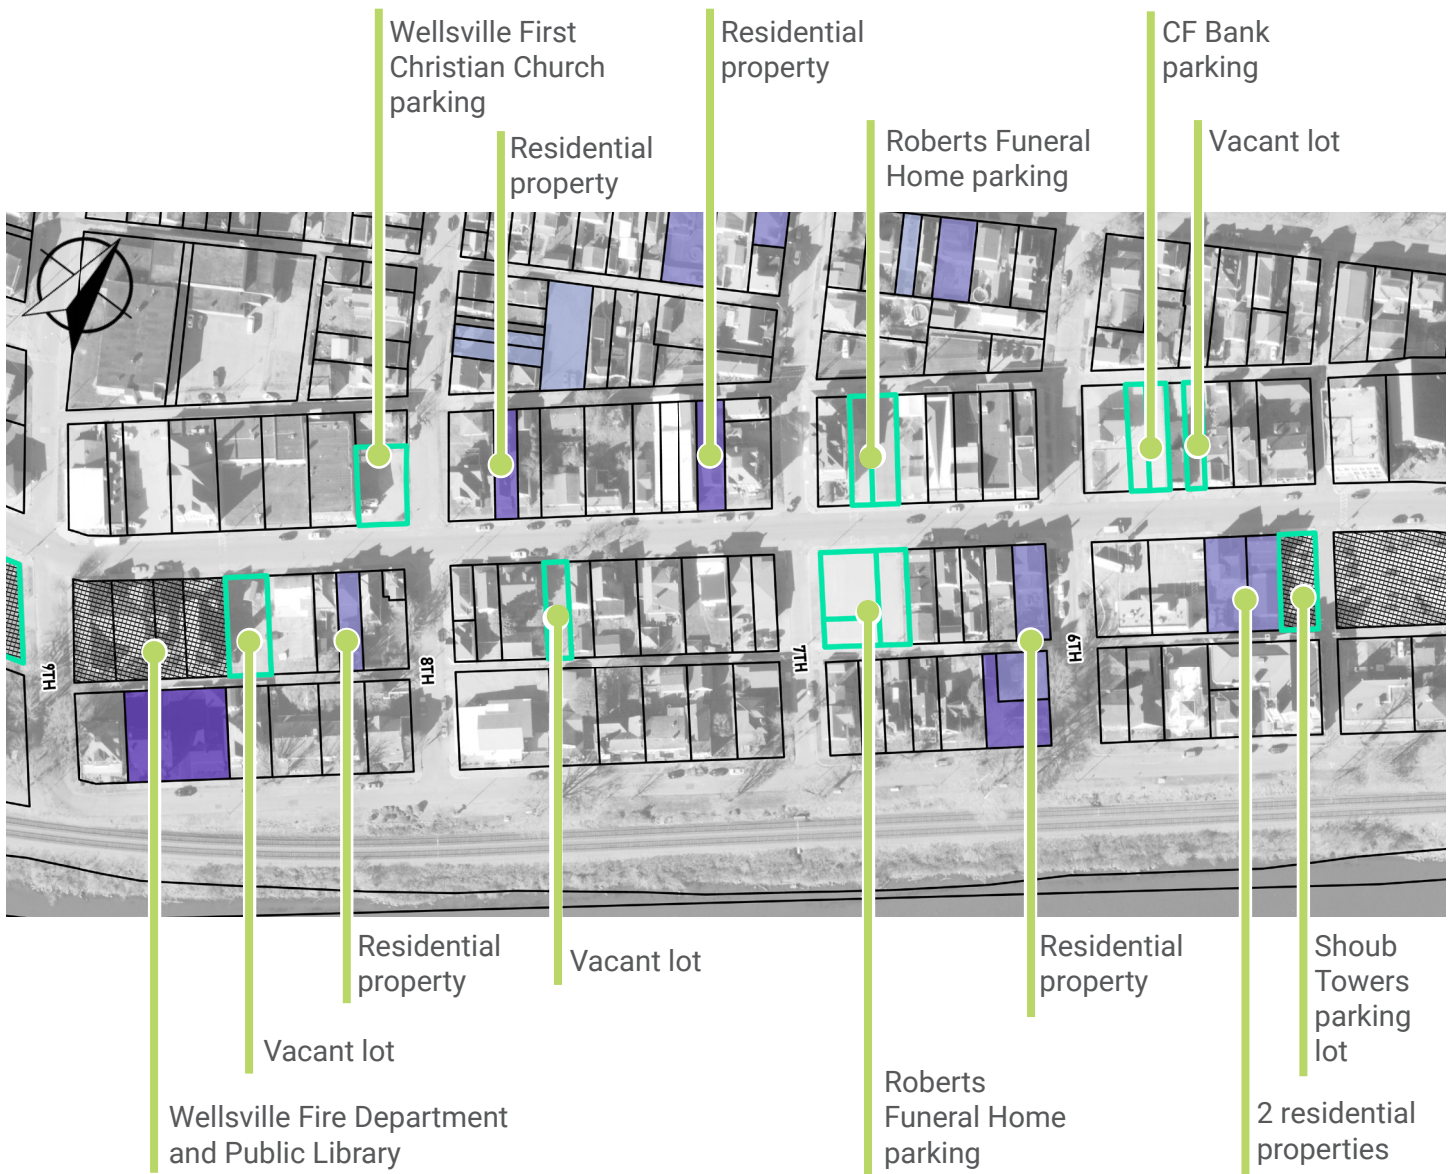 Wellsville First
Christian Church
parking
Residential
property
CF Bank
parking
Residential
property
Roberts Funeral
Home parking
Vacant lot
9TH
8TH
7TH
6TH
Residential
property
Vacant lot
Residential
property
Shoub
Towers
parking
lot
Vacant lot
Wellsville Fire Department
and Public Library
Roberts
Funeral Home
parking
2 residential
properties